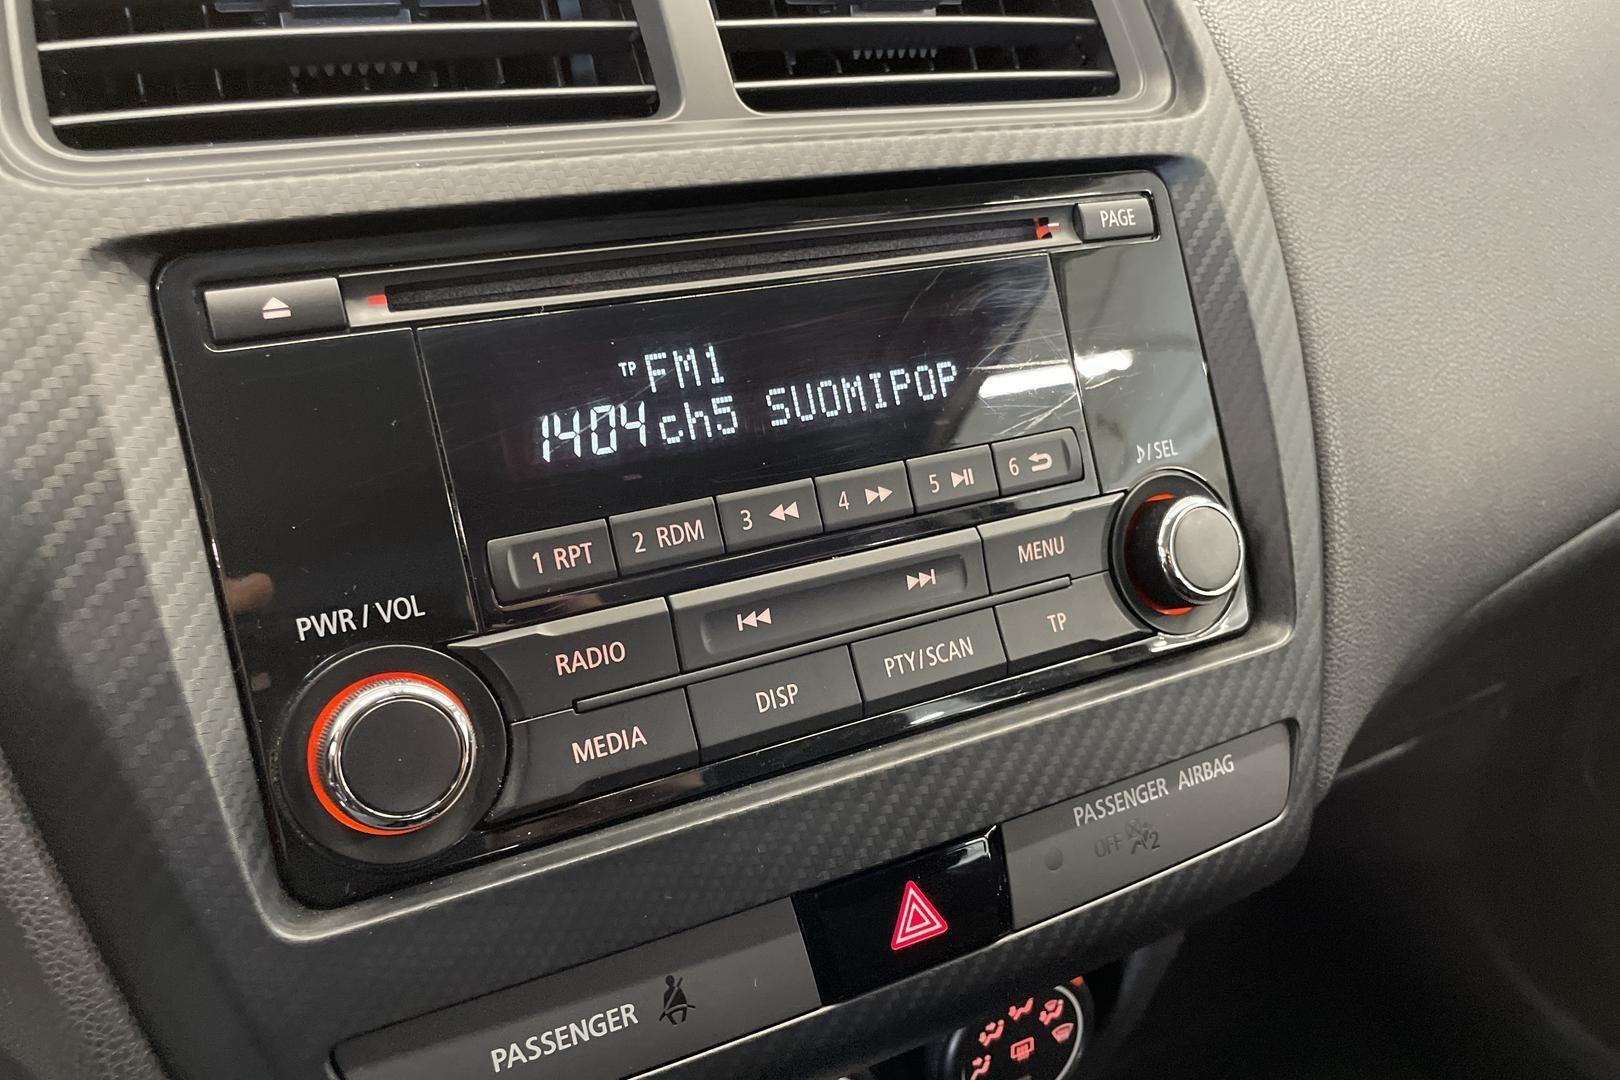 PAGE
TP FM1
1404 ch5 SUOMIPOP
♪/SEL
1 RPT 2 RDM 3 4 5 6
PWR / VOL
RADIO MENU
MEDIA DISP PTY/SCAN TP
PASSENGER AIRBAG
OFF 2
PASSENGER